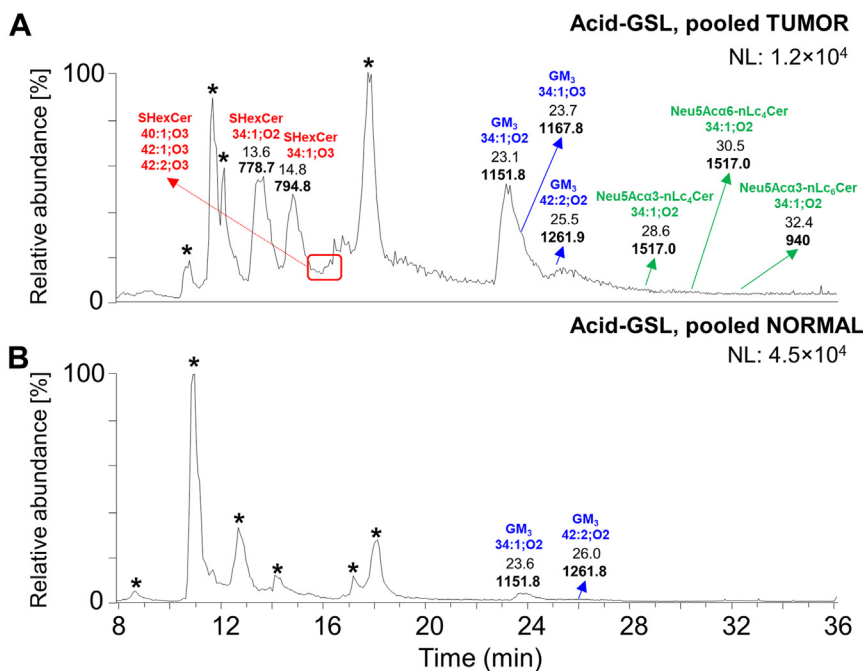 A
Acid-GSL, pooled TUMOR
NL: 1.2×10⁴
Relative abundance [%]
100
0
*
*
*
*
*
SHexCer
40:1;O3
42:1;O3
42:2;O3
SHexCer
34:1;O2
13.6
778.7
SHexCer
34:1;O3
14.8
794.8
GM₃
34:1;O2
23.1
1151.8
GM₃
34:1;O3
23.7
1167.8
GM₃
42:2;O2
25.5
1261.9
Neu5Acα3-nLc₄Cer
34:1;O2
28.6
1517.0
Neu5Acα6-nLc₄Cer
34:1;O2
30.5
1517.0
Neu5Acα3-nLc₆Cer
34:1;O2
32.4
940
B
Acid-GSL, pooled NORMAL
NL: 4.5×10⁴
Relative abundance [%]
100
0
*
*
*
*
*
*
GM₃
34:1;O2
23.6
1151.8
GM₃
42:2;O2
26.0
1261.8
8 12 16 20 24 28 32 36
Time (min)